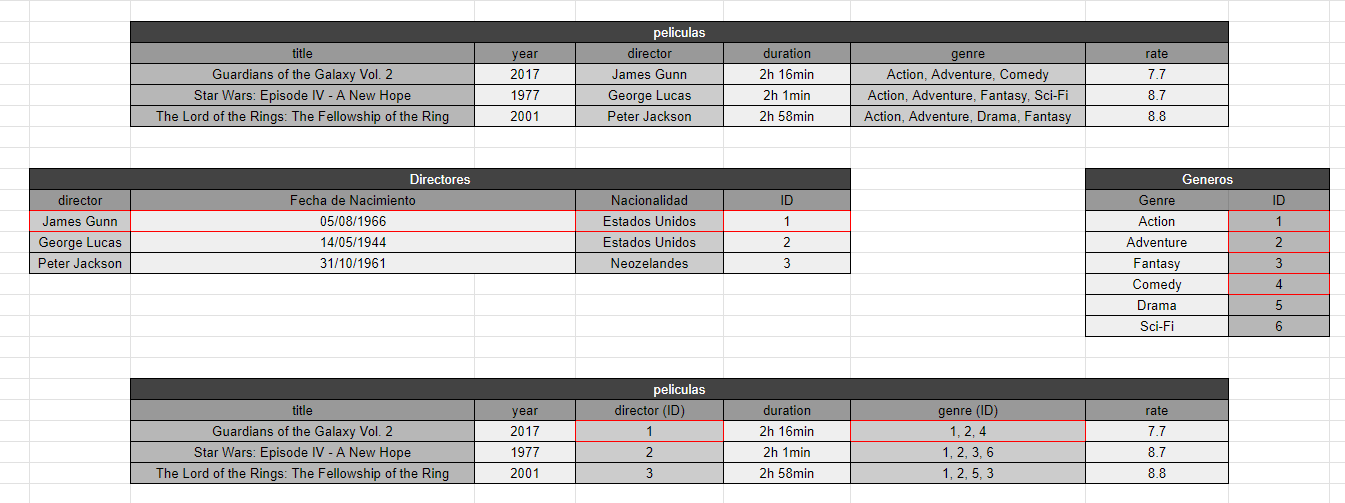 peliculas
title year director duration genre rate
Guardians of the Galaxy Vol. 2 2017 James Gunn 2h 16min Action, Adventure, Comedy 7.7
Star Wars: Episode IV - A New Hope 1977 George Lucas 2h 1min Action, Adventure, Fantasy, Sci-Fi 8.7
The Lord of the Rings: The Fellowship of the Ring 2001 Peter Jackson 2h 58min Action, Adventure, Drama, Fantasy 8.8
Directores
director Fecha de Nacimiento Nacionalidad ID
James Gunn 05/08/1966 Estados Unidos 1
George Lucas 14/05/1944 Estados Unidos 2
Peter Jackson 31/10/1961 Neozelandes 3
Generos
Genre ID
Action 1
Adventure 2
Fantasy 3
Comedy 4
Drama 5
Sci-Fi 6
peliculas
title year director (ID) duration genre (ID) rate
Guardians of the Galaxy Vol. 2 2017 1 2h 16min 1, 2, 4 7.7
Star Wars: Episode IV - A New Hope 1977 2 2h 1min 1, 2, 3, 6 8.7
The Lord of the Rings: The Fellowship of the Ring 2001 3 2h 58min 1, 2, 5, 3 8.8